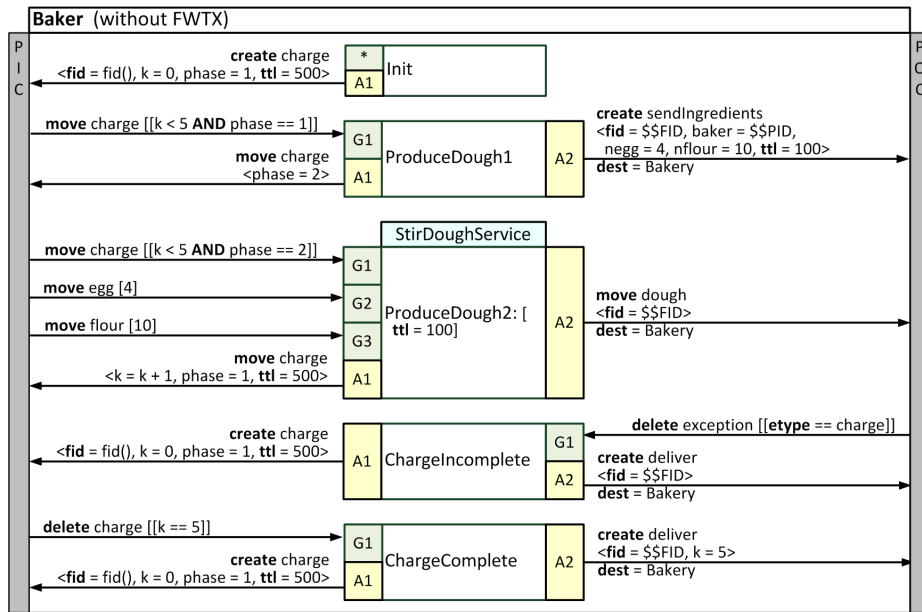 Baker (without FWTX)
P
I
C
P
O
C
create charge
<fid = fid(), k = 0, phase = 1, ttl = 500>
*
A1
Init
move charge [[k < 5 AND phase == 1]]
move charge
<phase = 2>
G1
A1
ProduceDough1
A2
create sendIngredients
<fid = $$FID, baker = $$PID,
negg = 4, nflour = 10, ttl = 100>
dest = Bakery
StirDoughService
move charge [[k < 5 AND phase == 2]]
move egg [4]
move flour [10]
move charge
<k = k + 1, phase = 1, ttl = 500>
G1
G2
G3
A1
ProduceDough2: [
ttl = 100]
A2
move dough
<fid = $$FID>
dest = Bakery
create charge
<fid = fid(), k = 0, phase = 1, ttl = 500>
A1
ChargeIncomplete
G1
A2
delete exception [[etype == charge]]
create deliver
<fid = $$FID>
dest = Bakery
delete charge [[k == 5]]
create charge
<fid = fid(), k = 0, phase = 1, ttl = 500>
G1
A1
ChargeComplete
A2
create deliver
<fid = $$FID, k = 5>
dest = Bakery